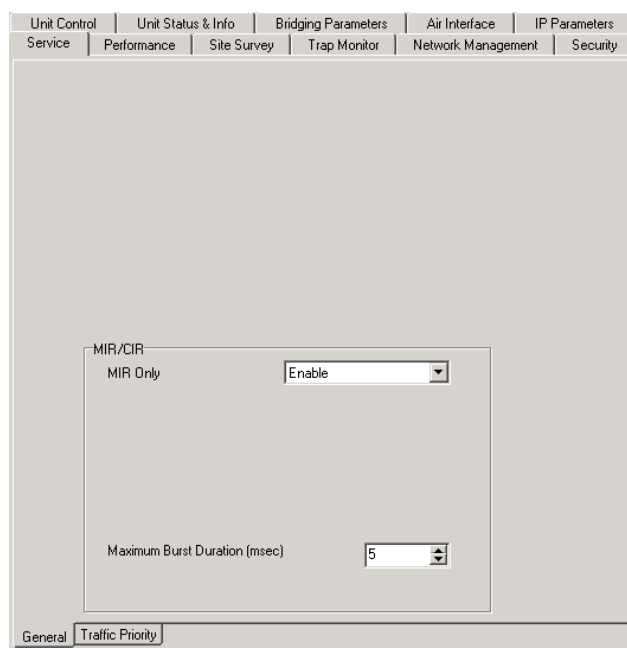 Unit Control Unit Status & Info Bridging Parameters Air Interface IP Parameters
Service Performance Site Survey Trap Monitor Network Management Security
MIR/CIR
MIR Only Enable
Maximum Burst Duration (msec) 5
General Traffic Priority